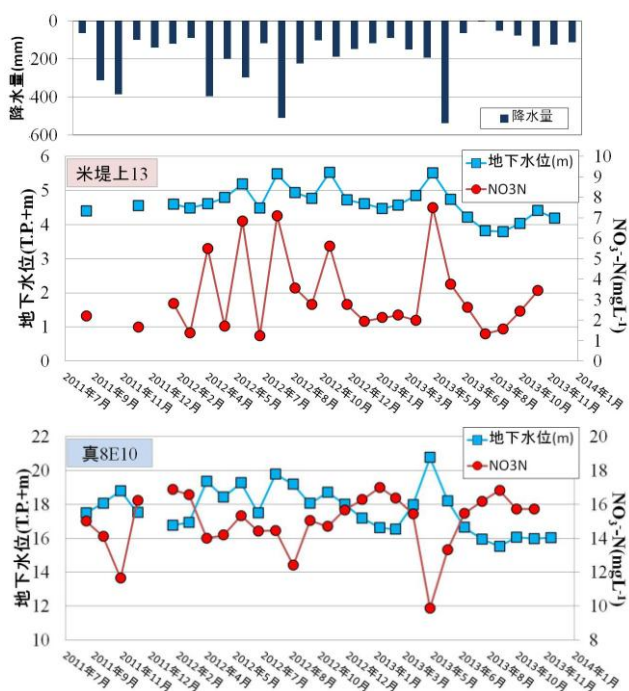 0
-200
-400
-600
降水量(mm)
降水量
米堤上13
地下水位(m)
NO3N
6
5
4
3
2
1
0
地下水位(T.P.+m)
10
9
8
7
6
5
4
3
2
1
0
NO₃-N(mgL⁻¹)
2011年7月
2011年9月
2011年11月
2011年12月
2012年2月
2012年4月
2012年5月
2012年7月
2012年8月
2012年10月
2012年12月
2013年1月
2013年3月
2013年5月
2013年6月
2013年8月
2013年10月
2013年11月
2014年1月
真8E10
地下水位(m)
NO3N
22
20
18
16
14
12
10
地下水位(T.P.+m)
20
18
16
14
12
10
8
NO₃-N(mgL⁻¹)
2011年7月
2011年9月
2011年11月
2011年12月
2012年2月
2012年4月
2012年5月
2012年7月
2012年8月
2012年10月
2012年12月
2013年1月
2013年3月
2013年5月
2013年6月
2013年8月
2013年10月
2013年11月
2014年1月